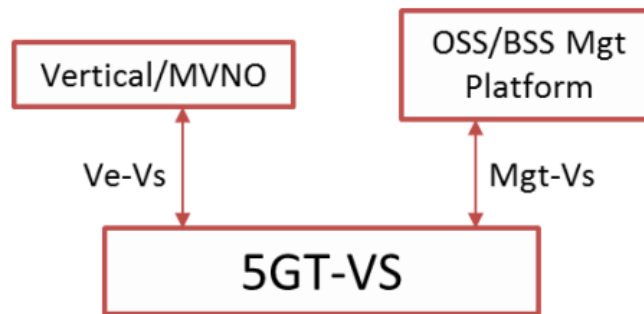 Vertical/MVNO
OSS/BSS Mgt
Platform
Ve-Vs
Mgt-Vs
5GT-VS